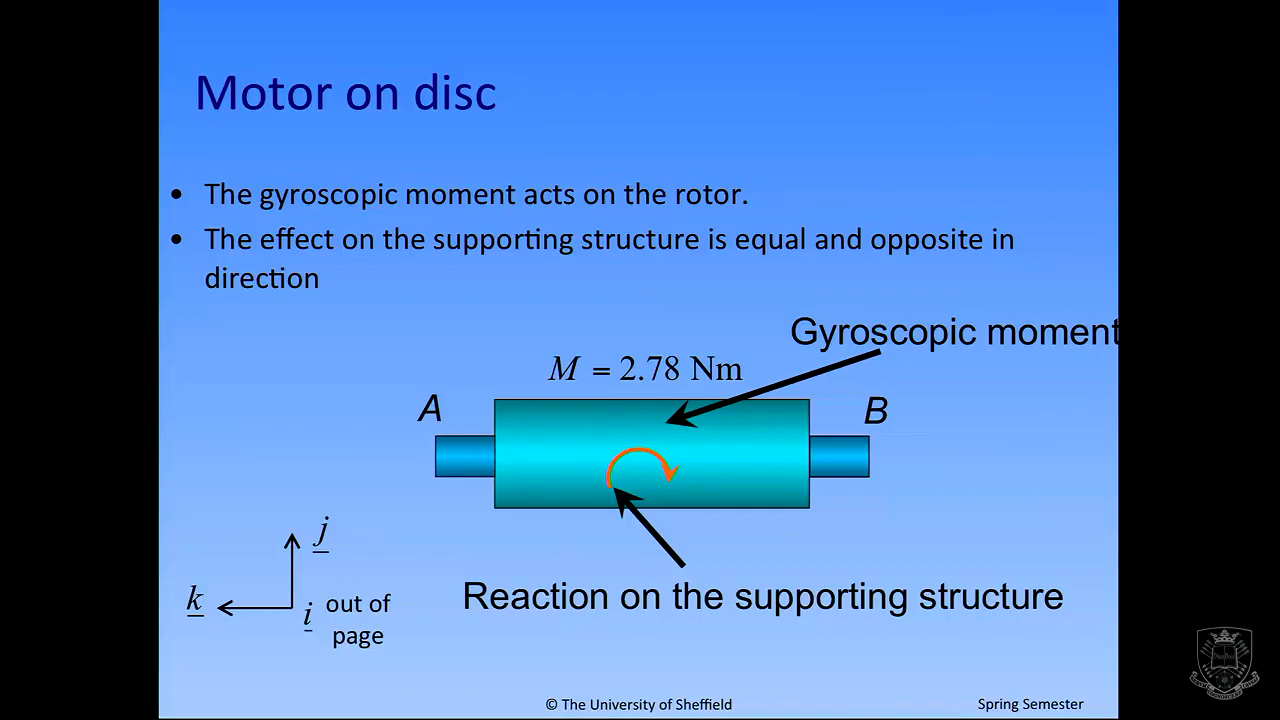 Motor on disc
• The gyroscopic moment acts on the rotor.
• The effect on the supporting structure is equal and opposite in
direction
Gyroscopic moment
M = 2.78 Nm
A
B
j
k
i out of
page
Reaction on the supporting structure
© The University of Sheffield
Spring Semester